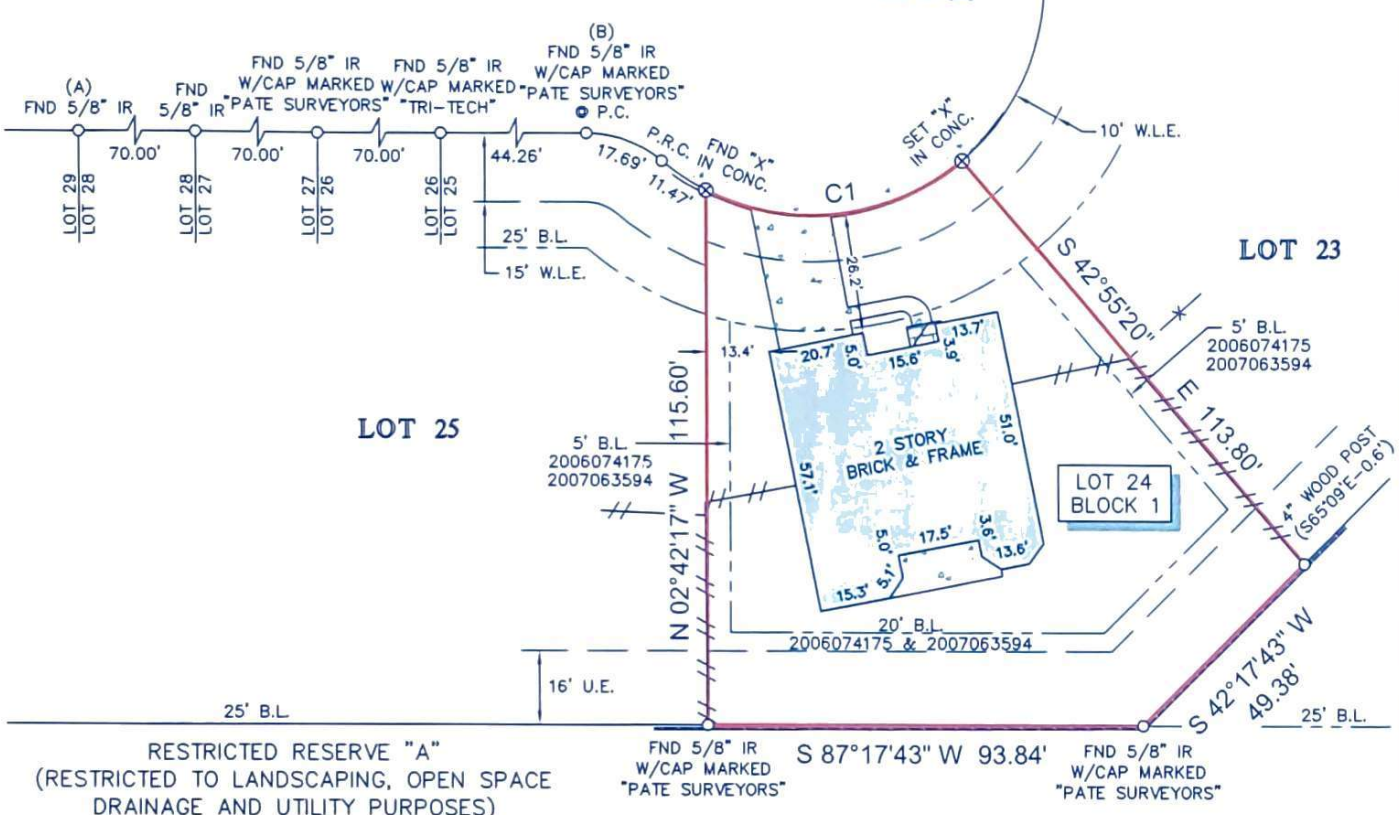 (A)
FND 5/8" IR
FND
5/8" IR
FND 5/8" IR
W/CAP MARKED
"PATE SURVEYORS"
FND 5/8" IR
W/CAP MARKED
"TRI-TECH"
(B)
FND 5/8" IR
W/CAP MARKED
"PATE SURVEYORS"
P.C.
70.00'
70.00'
70.00'
44.26'
17.69'
P.R.C.
11.47'
FND "X"
IN CONC.
SET "X"
IN CONC.
10' W.L.E.
C1
LOT 29
LOT 28
LOT 28
LOT 27
LOT 27
LOT 26
LOT 26
LOT 25
25' B.L.
15' W.L.E.
26.2'
S 42°55'20" E 113.80'
LOT 23
5' B.L.
2006074175
2007063594
13.4'
20.7'
5.0'
15.6'
3.9'
13.7'
N 02°42'17" W 115.60'
LOT 25
5' B.L.
2006074175
2007063594
57.1'
2 STORY
BRICK & FRAME
51.0'
LOT 24
BLOCK 1
4" WOOD POST
(S65°09'E-0.6')
15.3'
5.1'
5.0'
17.5'
3.6'
13.6'
20' B.L.
2006074175 & 2007063594
16' U.E.
25' B.L.
S 42°17'43" W
49.38'
25' B.L.
RESTRICTED RESERVE "A"
(RESTRICTED TO LANDSCAPING, OPEN SPACE
DRAINAGE AND UTILITY PURPOSES)
FND 5/8" IR
W/CAP MARKED
"PATE SURVEYORS"
S 87°17'43" W 93.84'
FND 5/8" IR
W/CAP MARKED
"PATE SURVEYORS"